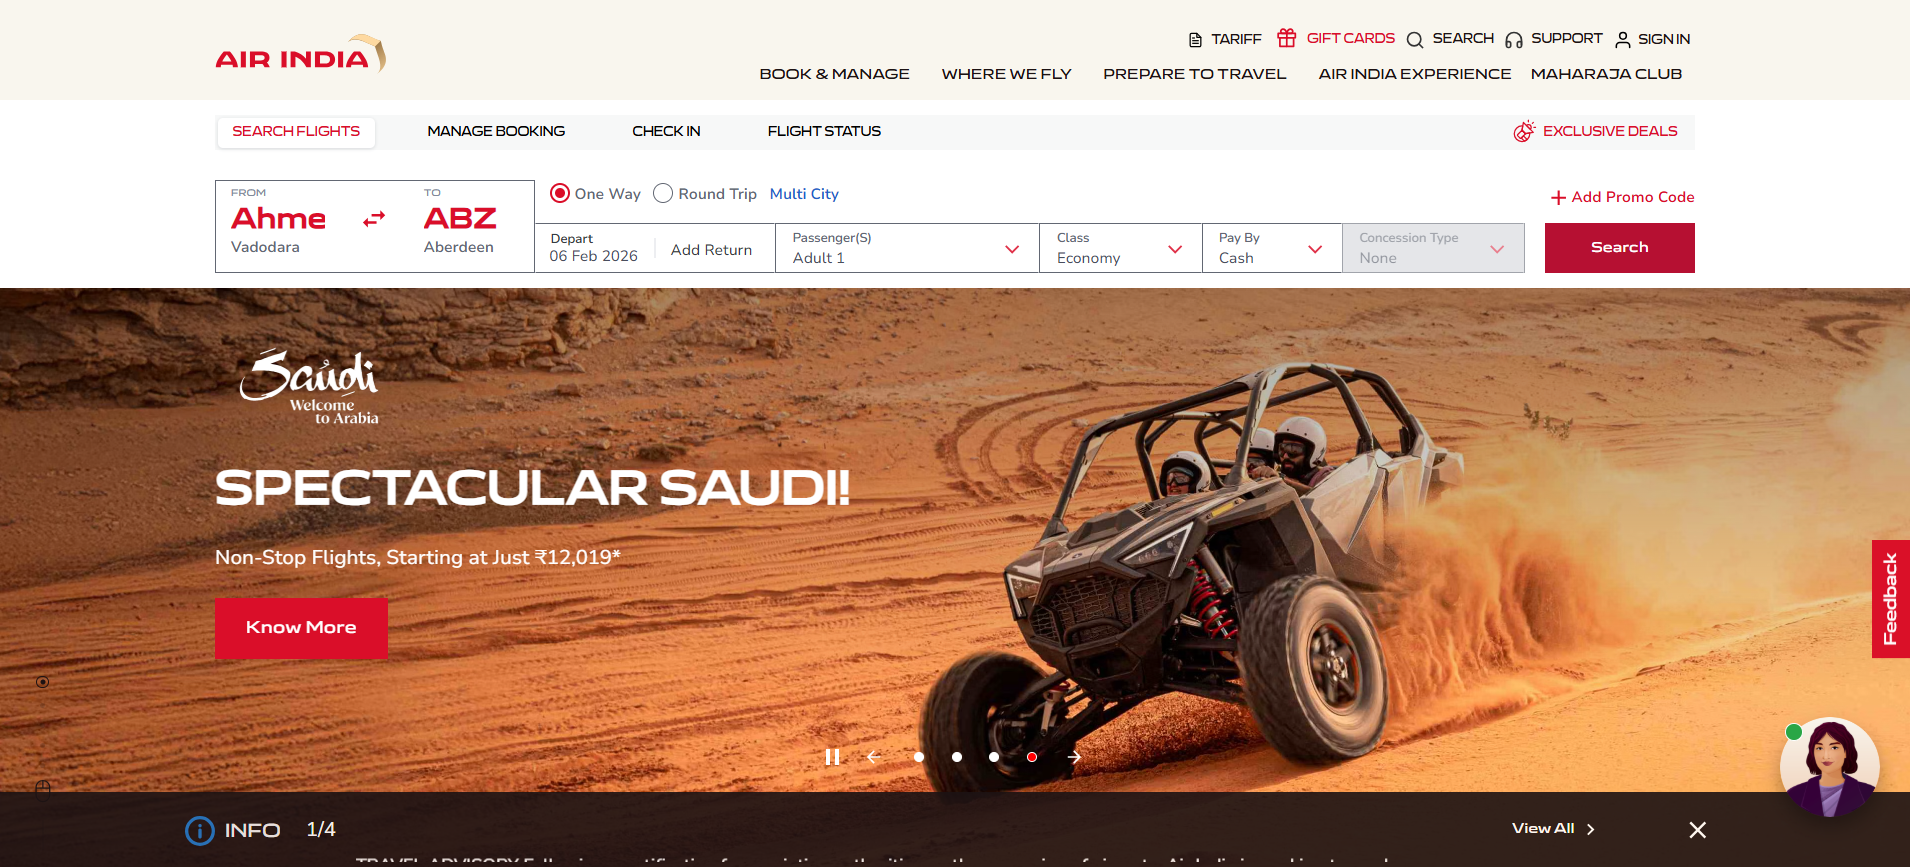 AIR INDIA
TARIFF
GIFT CARDS
SEARCH
SUPPORT
SIGN IN
BOOK & MANAGE
WHERE WE FLY
PREPARE TO TRAVEL
AIR INDIA EXPERIENCE
MAHARAJA CLUB
SEARCH FLIGHTS
MANAGE BOOKING
CHECK IN
FLIGHT STATUS
EXCLUSIVE DEALS
FROM
Ahme
Vadodara
TO
ABZ
Aberdeen
One Way
Round Trip
Multi City
Add Promo Code
Depart
06 Feb 2026
Add Return
Passenger(S)
Adult 1
Class
Economy
Pay By
Cash
Concession Type
None
Search
Saudi
Welcome
to Arabia
SPECTACULAR SAUDI!
Non-Stop Flights, Starting at Just ₹12,019*
Know More
Feedback
INFO
1/4
View All